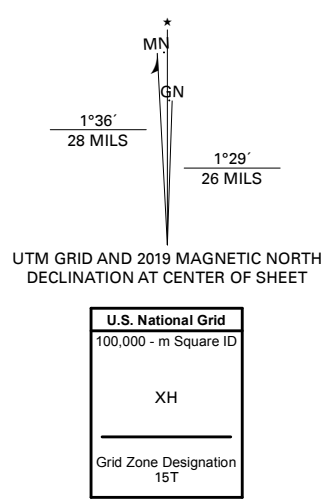 ★
MN
GN
1°36´
28 MILS
1°29´
26 MILS
UTM GRID AND 2019 MAGNETIC NORTH
DECLINATION AT CENTER OF SHEET
U.S. National Grid
100,000 - m Square ID
XH
Grid Zone Designation
15T